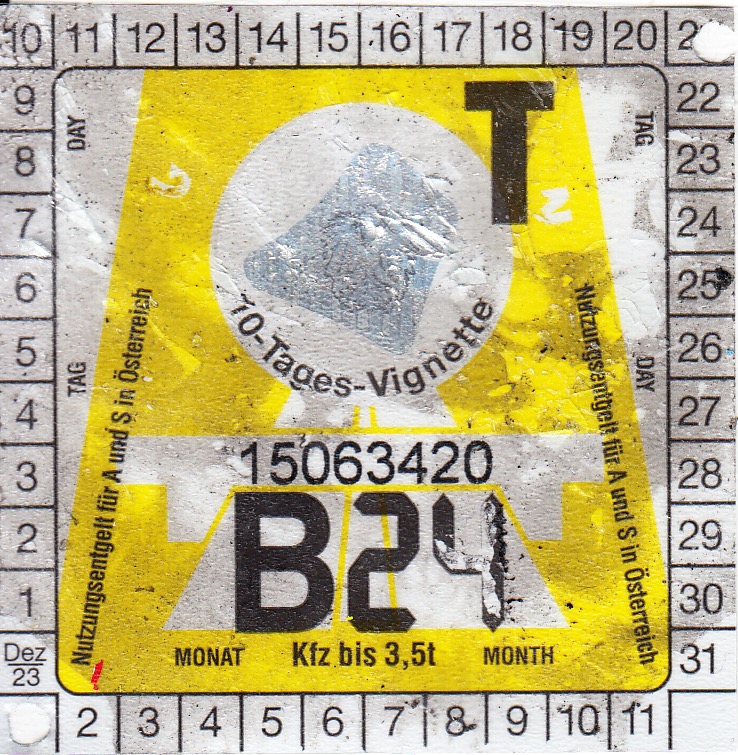 10 11 12 13 14 15 16 17 18 19 20
9 22
8 23
7 24
6 25
5 26
4 27
3 28
2 29
1 30
Dez
23
31
2 3 4 5 6 7 8 9 10 11
DAY
TAG
T
TAG
DAY
10-Tages-Vignette
Nutzungsentgelt für A und S in Österreich
Nutzungsentgelt für A und S in Österreich
15063420
B24
MONAT Kfz bis 3,5t MONTH